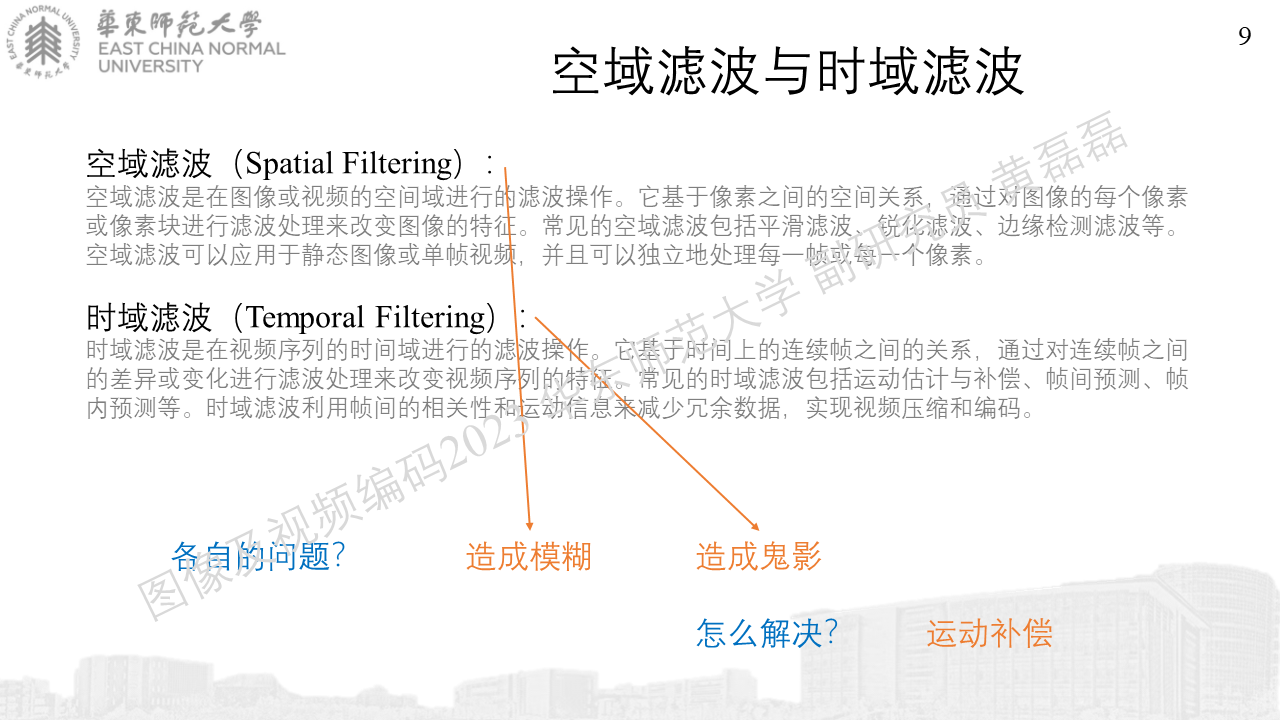 華東師范大學
EAST CHINA NORMAL
UNIVERSITY
EAST CHINA NORMAL UNIVERSITY
華東師范大學
9
空域滤波与时域滤波
空域滤波（Spatial Filtering）：
空域滤波是在图像或视频的空间域进行的滤波操作。它基于像素之间的空间关系，通过对图像的每个像素
或像素块进行滤波处理来改变图像的特征。常见的空域滤波包括平滑滤波、锐化滤波、边缘检测滤波等。
空域滤波可以应用于静态图像或单帧视频，并且可以独立地处理每一帧或每一个像素。
时域滤波（Temporal Filtering）：
时域滤波是在视频序列的时间域进行的滤波操作。它基于时间上的连续帧之间的关系，通过对连续帧之间
的差异或变化进行滤波处理来改变视频序列的特征。常见的时域滤波包括运动估计与补偿、帧间预测、帧
内预测等。时域滤波利用帧间的相关性和运动信息来减少冗余数据，实现视频压缩和编码。
各自的问题？
造成模糊
造成鬼影
怎么解决？
运动补偿
图像及视频编码2023 华东师范大学 副研究员 黄磊磊